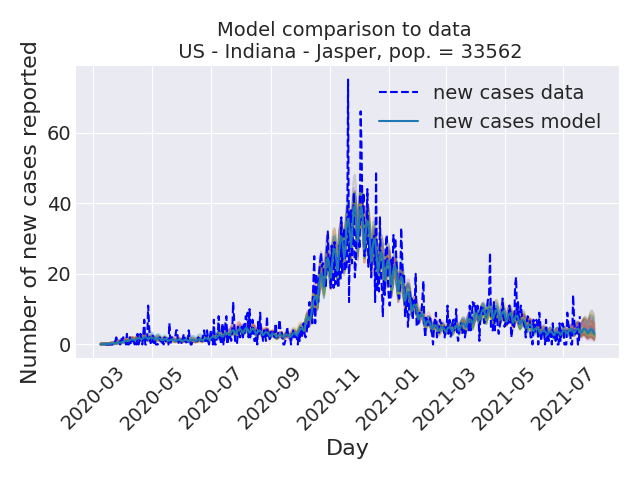 Model comparison to data
US - Indiana - Jasper, pop. = 33562
Number of new cases reported
60
40
20
0
new cases data
new cases model
2020-03
2020-05
2020-07
2020-09
2020-11
2021-01
2021-03
2021-05
2021-07
Day